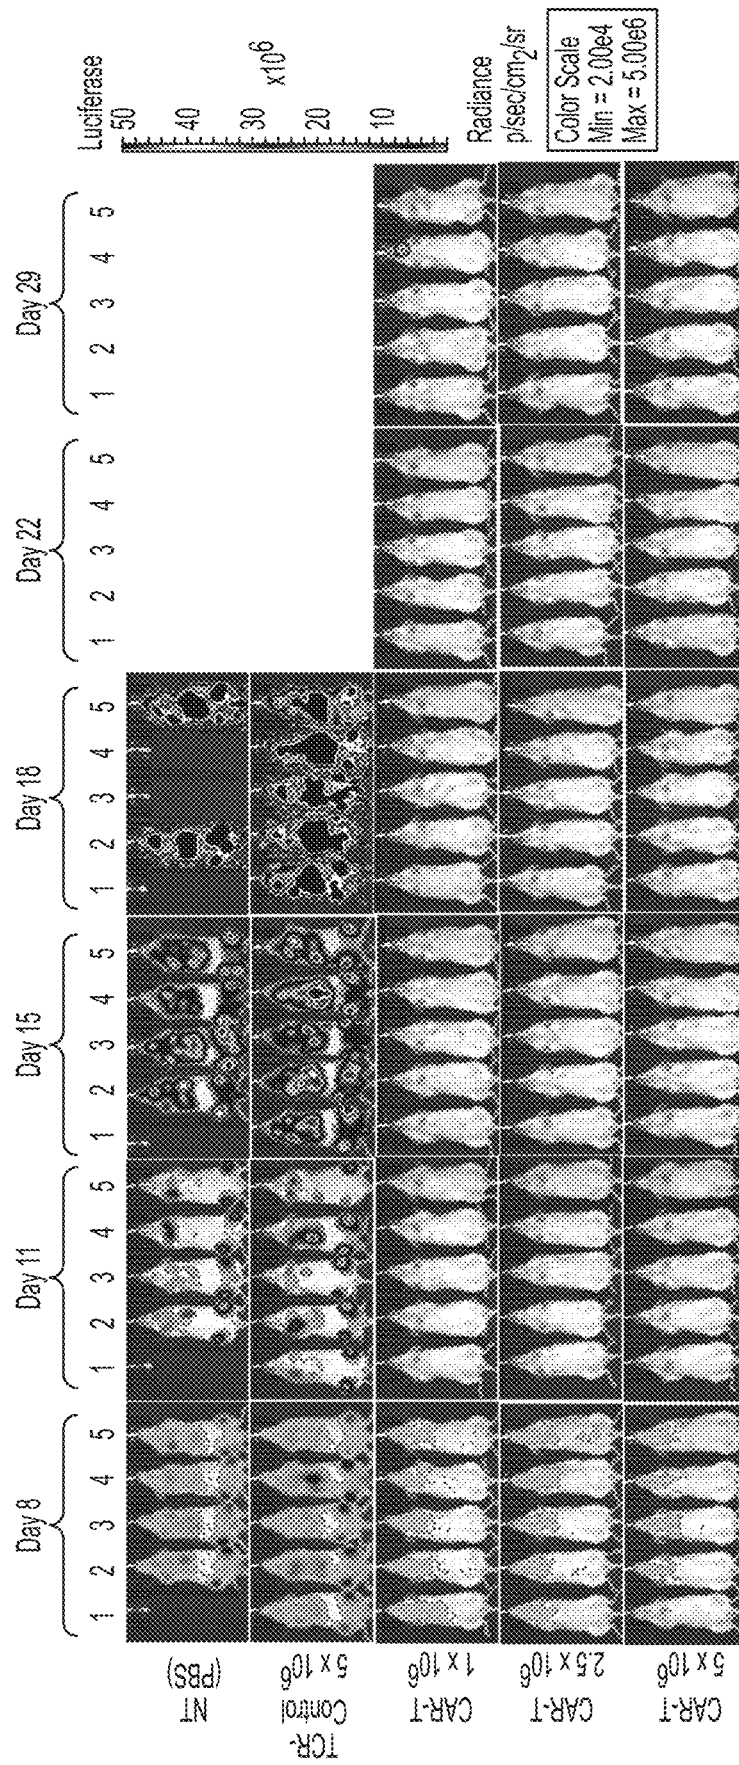 Day 8
Day 11
Day 15
Day 18
Day 22
Day 29
1 2 3 4 5
1 2 3 4 5
1 2 3 4 5
1 2 3 4 5
1 2 3 4 5
1 2 3 4 5
NT
(PBS)
TCR-
Control
5 x 10⁶
CAR-T
1 x 10⁶
CAR-T
2.5 x 10⁶
CAR-T
5 x 10⁶
Luciferase
50
40
30
20
10
x10⁶
Radiance
p/sec/cm₂/sr
Color Scale
Min = 2.00e4
Max = 5.00e6